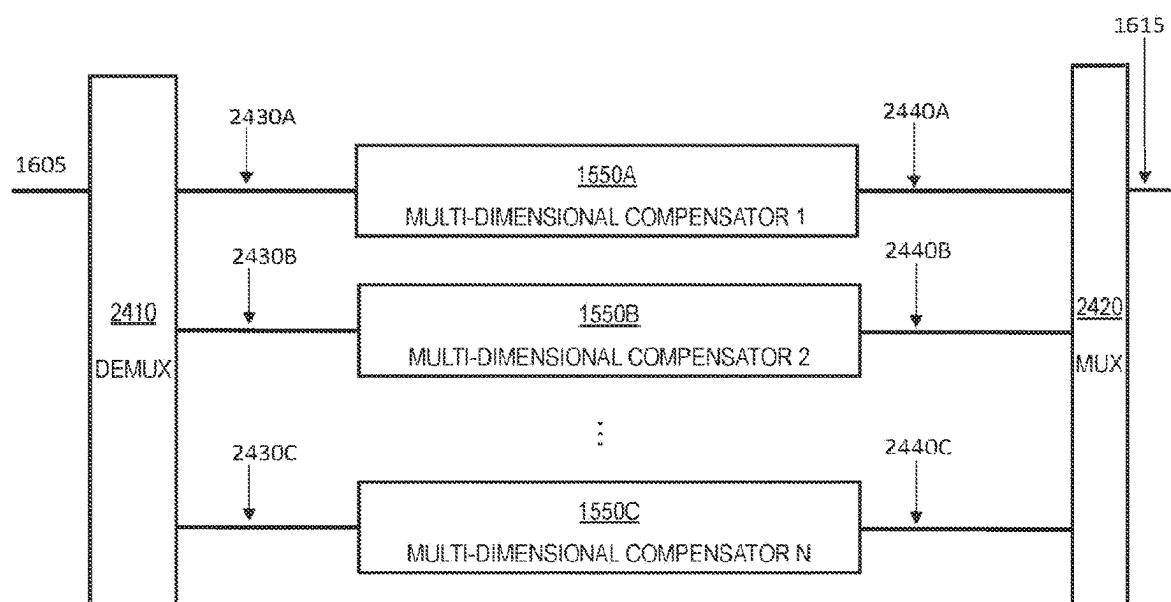 1615
2430A
2440A
1605
1550A
MULTI-DIMENSIONAL COMPENSATOR 1
2430B
2440B
2410
DEMUX
1550B
MULTI-DIMENSIONAL COMPENSATOR 2
2420
MUX
2430C
2440C
1550C
MULTI-DIMENSIONAL COMPENSATOR N